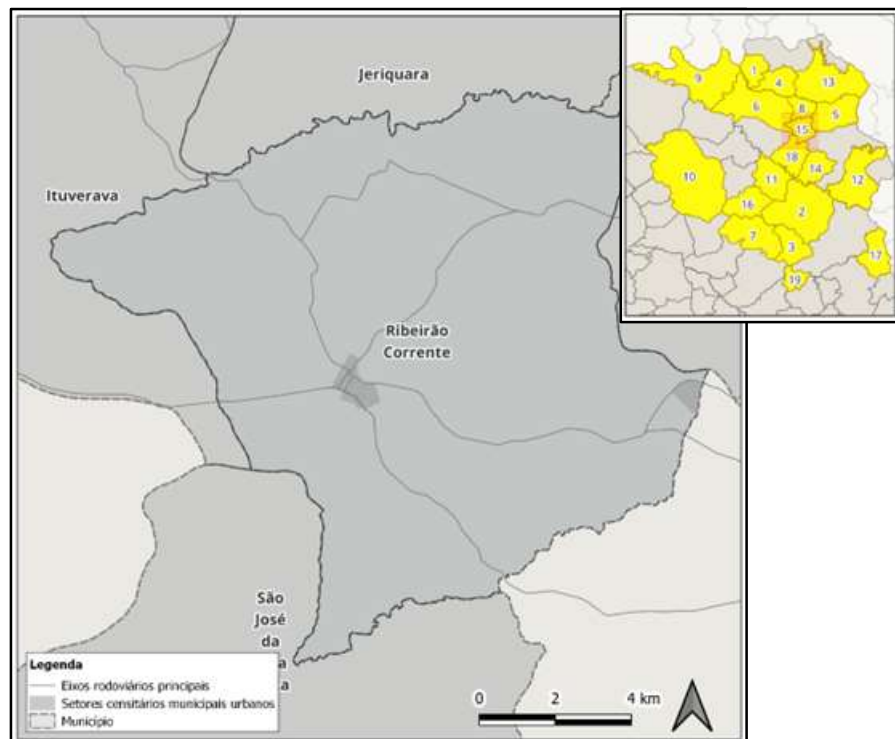 Jeriquara
Ituverava
Ribeirão
Corrente
São
José
da
a
a
Legenda
Eixos rodoviários principais
Setores censitários municipais urbanos
Município
0 2 4 km
1
4
13
9
6
8
5
15
18
14
12
10
11
16
2
7
3
17
19